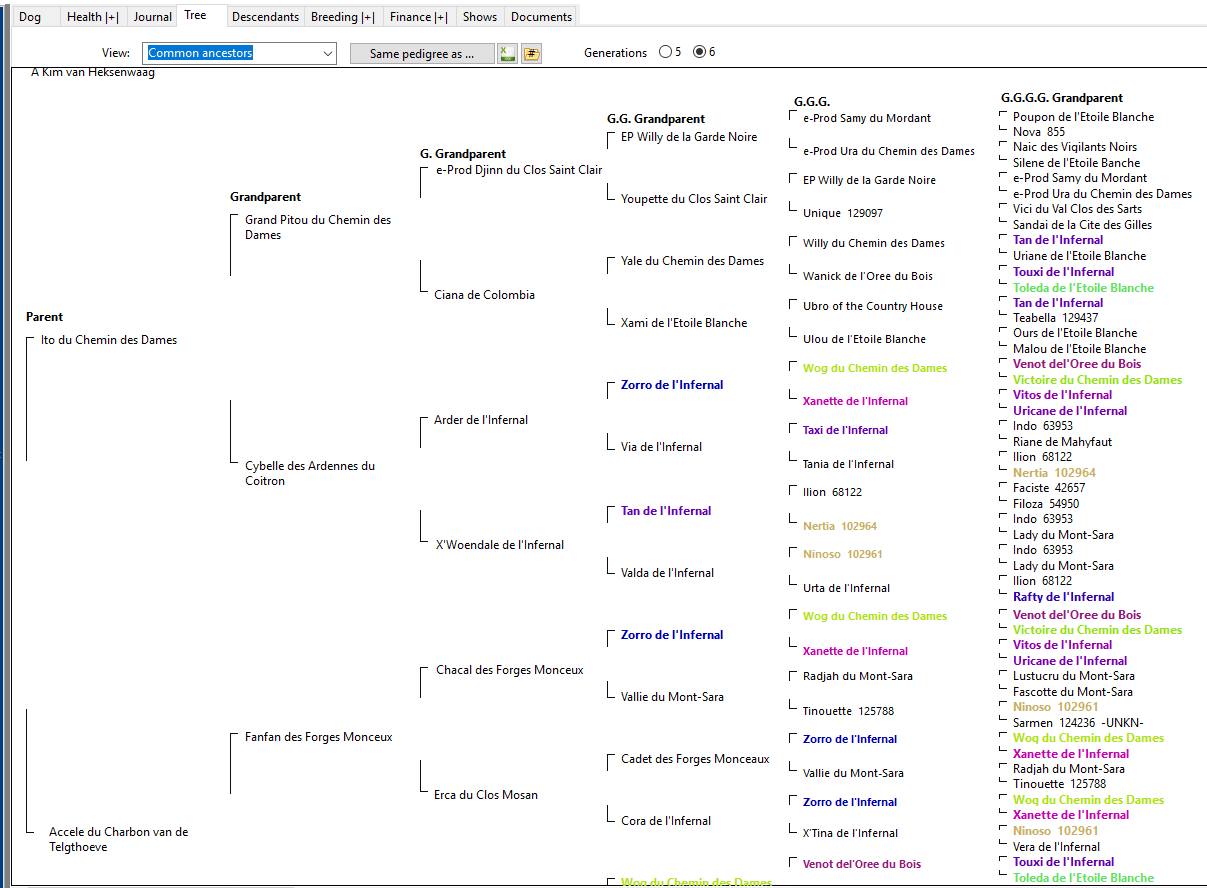 Dog Health |+| Journal Tree Descendants Breeding |+| Finance |+| Shows Documents
View: Common ancestors Same pedigree as ... Generations 5 6
A Kim van Heksenwaag
Parent
Ito du Chemin des Dames
Accele du Charbon van de
Telgthoeve
Grandparent
Grand Pitou du Chemin des
Dames
Cybelle des Ardennes du
Coitron
Fanfan des Forges Monceux
G. Grandparent
e-Prod Djinn du Clos Saint Clair
Ciana de Colombia
Arder de l'Infernal
X'Woendale de l'Infernal
Chacal des Forges Monceux
Erca du Clos Mosan
G.G. Grandparent
EP Willy de la Garde Noire
Youpette du Clos Saint Clair
Yale du Chemin des Dames
Xami de l'Etoile Blanche
Zorro de l'Infernal
Via de l'Infernal
Tan de l'Infernal
Valda de l'Infernal
Zorro de l'Infernal
Vallie du Mont-Sara
Cadet des Forges Monceaux
Cora de l'Infernal
Wog du Chemin des Dames
G.G.G.
e-Prod Samy du Mordant
e-Prod Ura du Chemin des Dames
EP Willy de la Garde Noire
Unique 129097
Willy du Chemin des Dames
Wanick de l'Oree du Bois
Ubro of the Country House
Ulou de l'Etoile Blanche
Wog du Chemin des Dames
Xanette de l'Infernal
Taxi de l'Infernal
Tania de l'Infernal
Ilion 68122
Nertia 102964
Ninoso 102961
Urta de l'Infernal
Wog du Chemin des Dames
Xanette de l'Infernal
Radjah du Mont-Sara
Tinouette 125788
Zorro de l'Infernal
Vallie du Mont-Sara
Zorro de l'Infernal
X'Tina de l'Infernal
Venot del'Oree du Bois
G.G.G.G. Grandparent
Poupon de l'Etoile Blanche
Nova 855
Naic des Vigilants Noirs
Silene de l'Etoile Banche
e-Prod Samy du Mordant
e-Prod Ura du Chemin des Dames
Vici du Val Clos des Sarts
Sandai de la Cite des Gilles
Tan de l'Infernal
Uriane de l'Etoile Blanche
Touxi de l'Infernal
Toleda de l'Etoile Blanche
Tan de l'Infernal
Teabella 129437
Ours de l'Etoile Blanche
Malou de l'Etoile Blanche
Venot del'Oree du Bois
Victoire du Chemin des Dames
Vitos de l'Infernal
Uricane de l'Infernal
Indo 63953
Riane de Mahyfaut
Ilion 68122
Nertia 102964
Faciste 42657
Filoza 54950
Indo 63953
Lady du Mont-Sara
Indo 63953
Lady du Mont-Sara
Ilion 68122
Rafty de l'Infernal
Venot del'Oree du Bois
Victoire du Chemin des Dames
Vitos de l'Infernal
Uricane de l'Infernal
Lustucru du Mont-Sara
Fascotte du Mont-Sara
Ninoso 102961
Sarmen 124236 -UNKN-
Wog du Chemin des Dames
Xanette de l'Infernal
Radjah du Mont-Sara
Tinouette 125788
Wog du Chemin des Dames
Xanette de l'Infernal
Ninoso 102961
Vera de l'Infernal
Touxi de l'Infernal
Toleda de l'Etoile Blanche